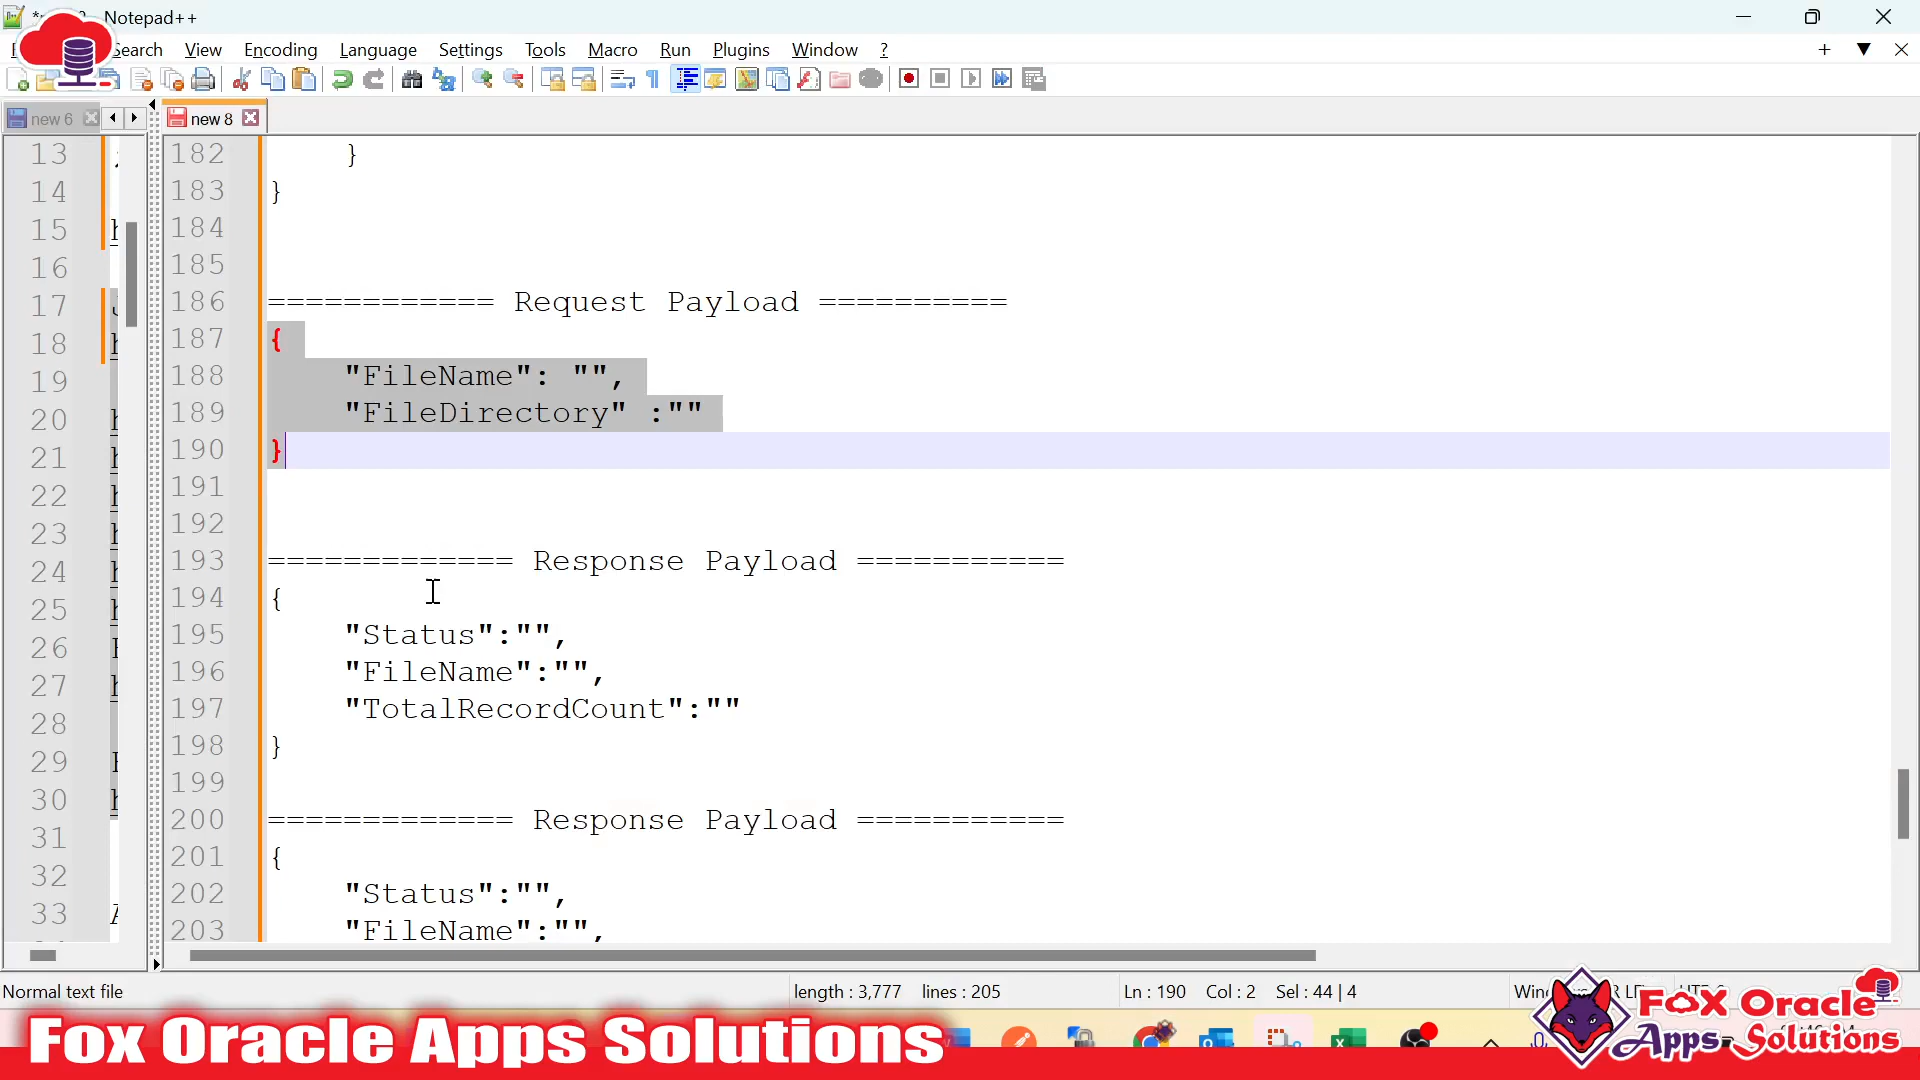 Notepad++
Search View Encoding Language Settings Tools Macro Run Plugins Window ?
new 6
new 8
13
14
15
16
17
18
19
20
21
22
23
24
25
26
27
28
29
30
31
32
33
182 }
183 }
184
185
186 ============ Request Payload ==========
187 {
188 "FileName": "",
189 "FileDirectory" :""
190 }
191
192
193 ============= Response Payload ===========
194 {
195 "Status":"",
196 "FileName":"",
197 "TotalRecordCount":""
198 }
199
200 ============= Response Payload ===========
201 {
202 "Status":"",
203 "FileName":"",
Normal text file length : 3,777 lines : 205 Ln : 190 Col : 2 Sel : 44 | 4
Fox Oracle Apps Solutions
FOX Oracle
Apps Solutions